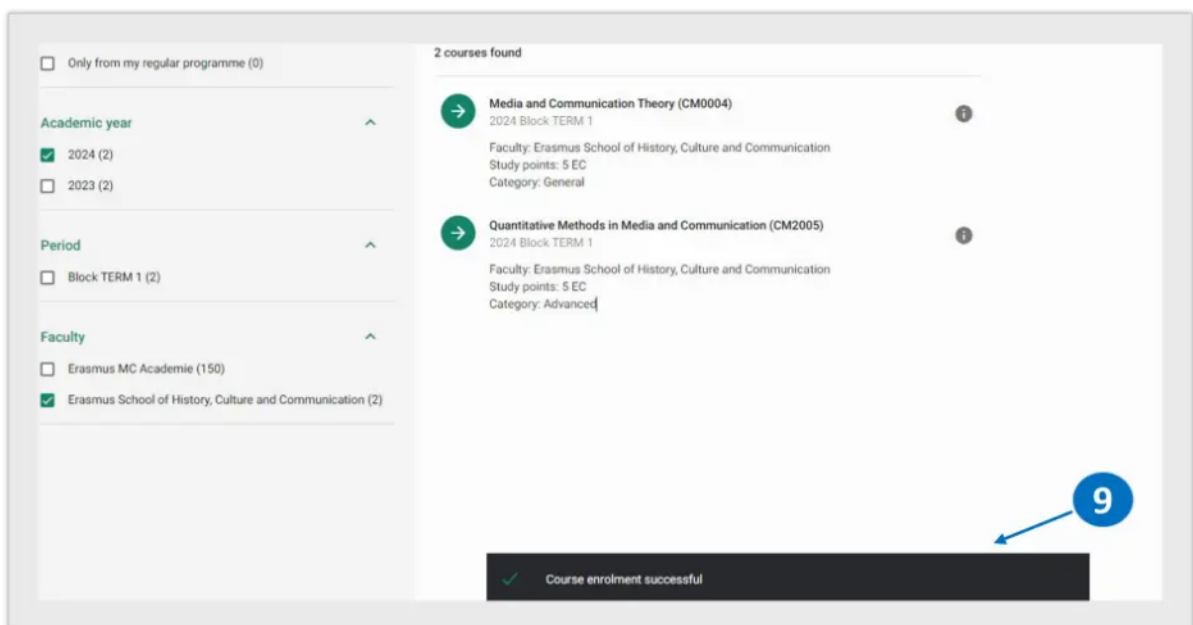 Only from my regular programme (0)
Academic year
2024 (2)
2023 (2)
Period
Block TERM 1 (2)
Faculty
Erasmus MC Academie (150)
Erasmus School of History, Culture and Communication (2)
2 courses found
Media and Communication Theory (CM0004)
2024 Block TERM 1
Faculty: Erasmus School of History, Culture and Communication
Study points: 5 EC
Category: General
Quantitative Methods in Media and Communication (CM2005)
2024 Block TERM 1
Faculty: Erasmus School of History, Culture and Communication
Study points: 5 EC
Category: Advanced
9
Course enrolment successful